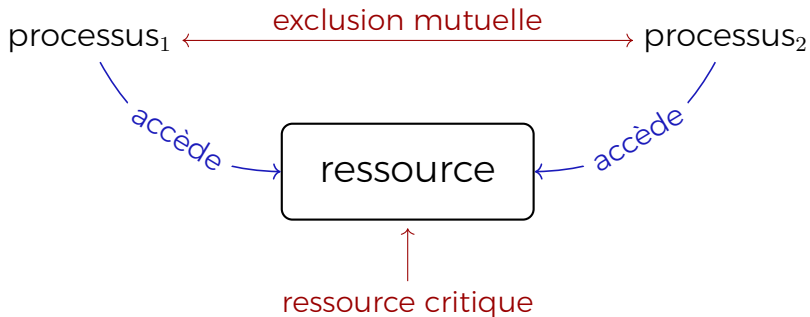 exclusion mutuelle
processus₁
processus₂
accède
accède
ressource
ressource critique